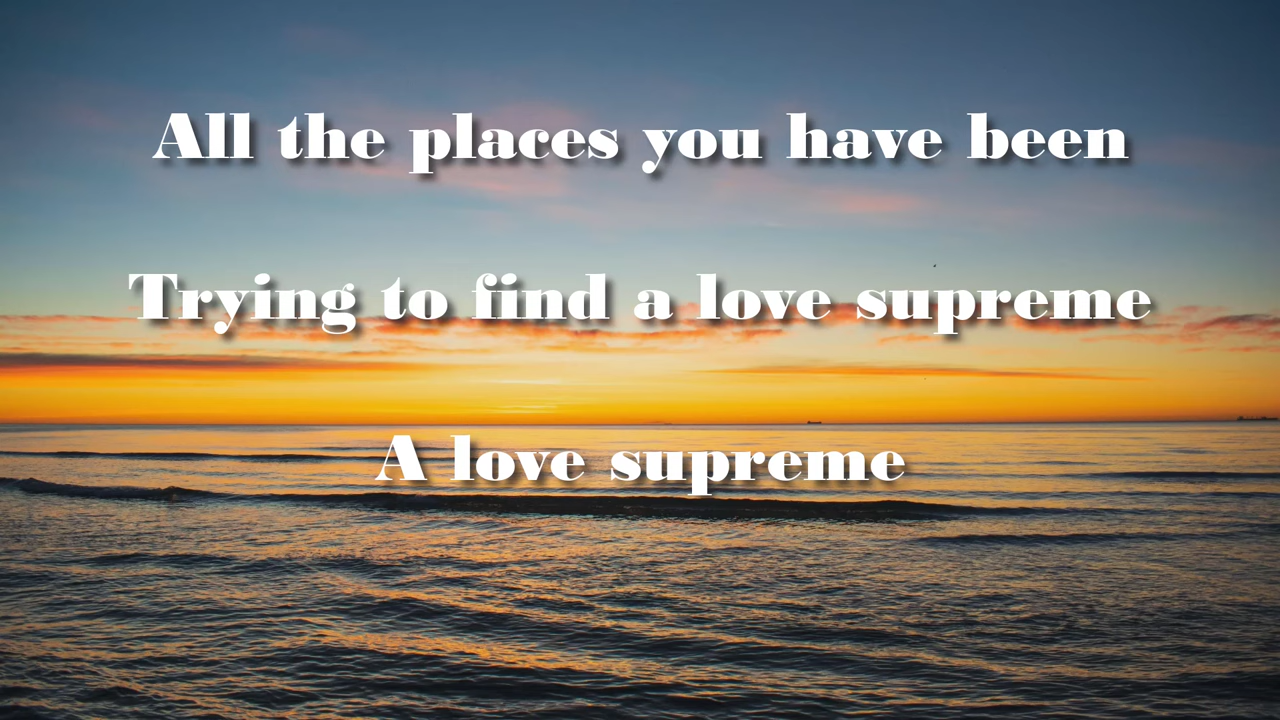 All the places you have been
Trying to find a love supreme
A love supreme